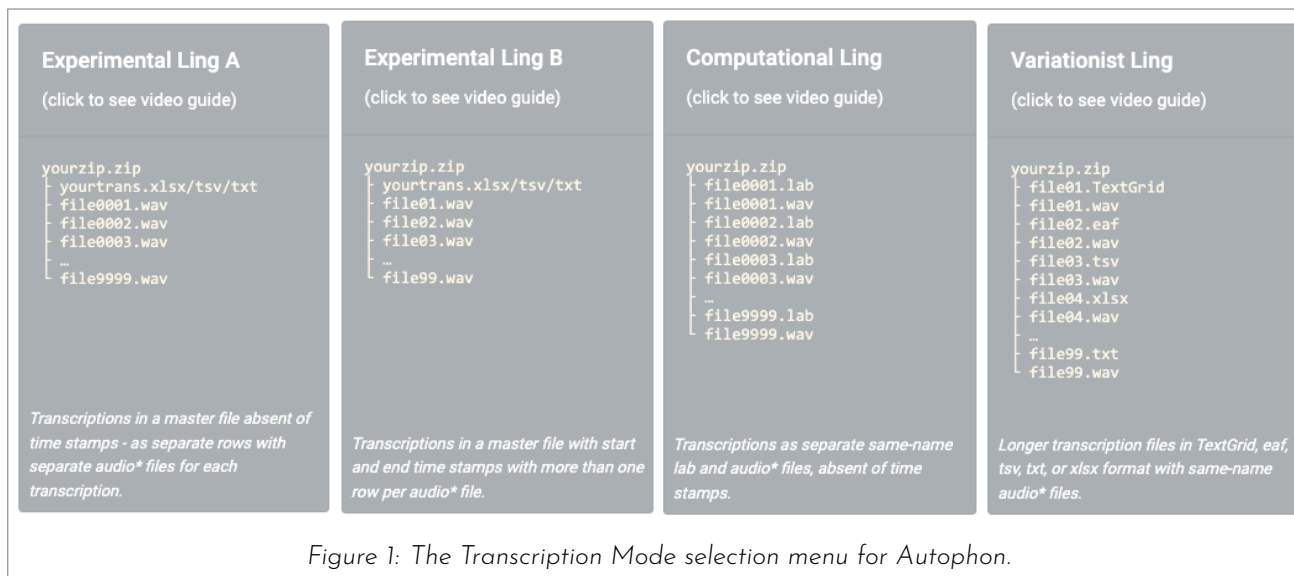 Experimental Ling A
(click to see video guide)
yourzip.zip
├ yourtrans.xlsx/tsv/txt
├ file0001.wav
├ file0002.wav
├ file0003.wav
├ …
└ file9999.wav
Transcriptions in a master file absent of
time stamps - as separate rows with
separate audio* files for each
transcription.
Experimental Ling B
(click to see video guide)
yourzip.zip
├ yourtrans.xlsx/tsv/txt
├ file01.wav
├ file02.wav
├ file03.wav
├ …
└ file99.wav
Transcriptions in a master file with start
and end time stamps with more than one
row per audio* file.
Computational Ling
(click to see video guide)
yourzip.zip
├ file0001.lab
├ file0001.wav
├ file0002.lab
├ file0002.wav
├ file0003.lab
├ file0003.wav
├ …
├ file9999.lab
└ file9999.wav
Transcriptions as separate same-name
lab and audio* files, absent of time
stamps.
Variationist Ling
(click to see video guide)
yourzip.zip
├ file01.TextGrid
├ file01.wav
├ file02.eaf
├ file02.wav
├ file03.tsv
├ file03.wav
├ file04.xlsx
├ file04.wav
├ …
├ file99.txt
└ file99.wav
Longer transcription files in TextGrid, eaf,
tsv, txt, or xlsx format with same-name
audio* files.
Figure 1: The Transcription Mode selection menu for Autophon.